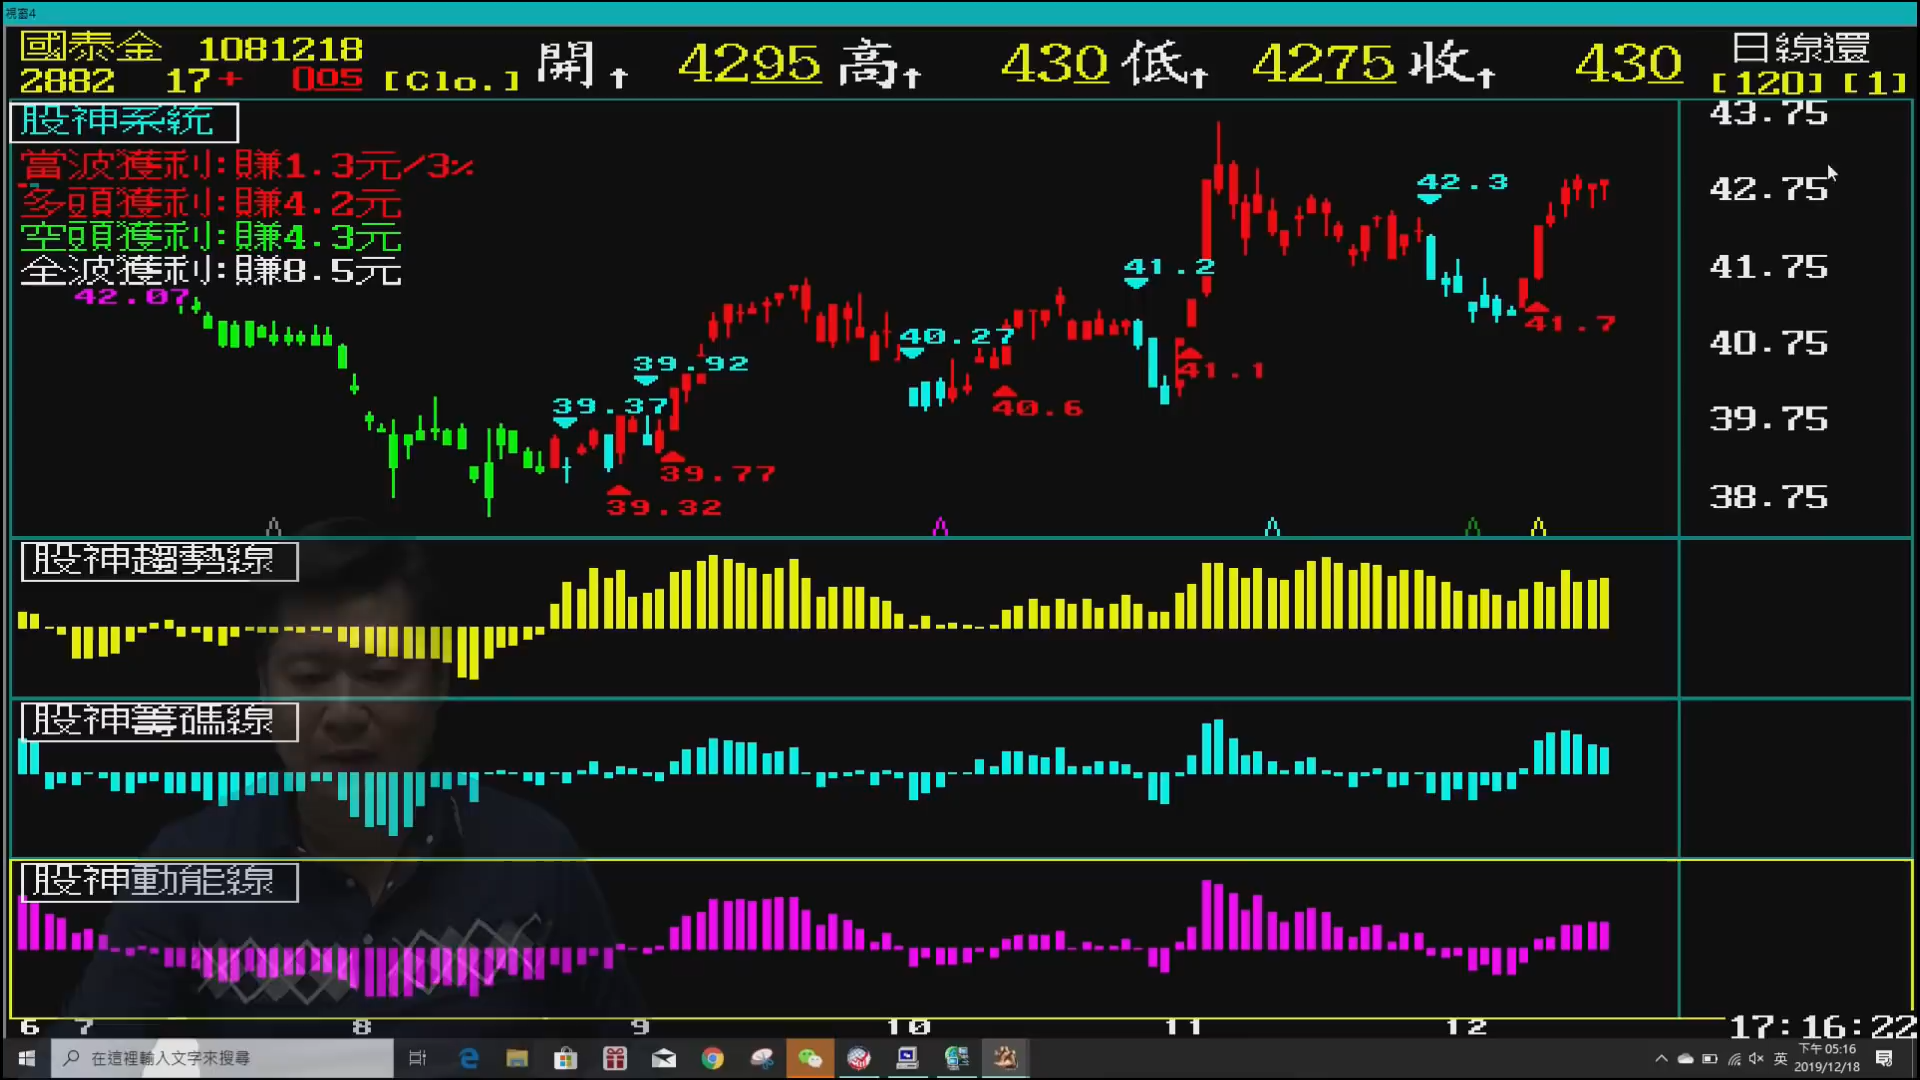 視窗4
國泰金 1081218
2882 17+ 005 [Clo.] 開↑ 4295 高↑ 430 低↑ 4275 收↑ 430
日線還
[120] [1]
股神系統
當波獲利:賺1.3元/3%
多頭獲利:賺4.2元
空頭獲利:賺4.3元
全波獲利:賺8.5元
42.07
43.75
42.75
41.75
40.75
39.75
38.75
42.3
41.2
41.7
40.27
39.92
41.1
39.37
40.6
39.77
39.32
股神趨勢線
股神籌碼線
股神動能線
6 7 8 9 10 11 12
17:16:22
在這裡輸入文字來搜尋
英
下午 05:16
2019/12/18